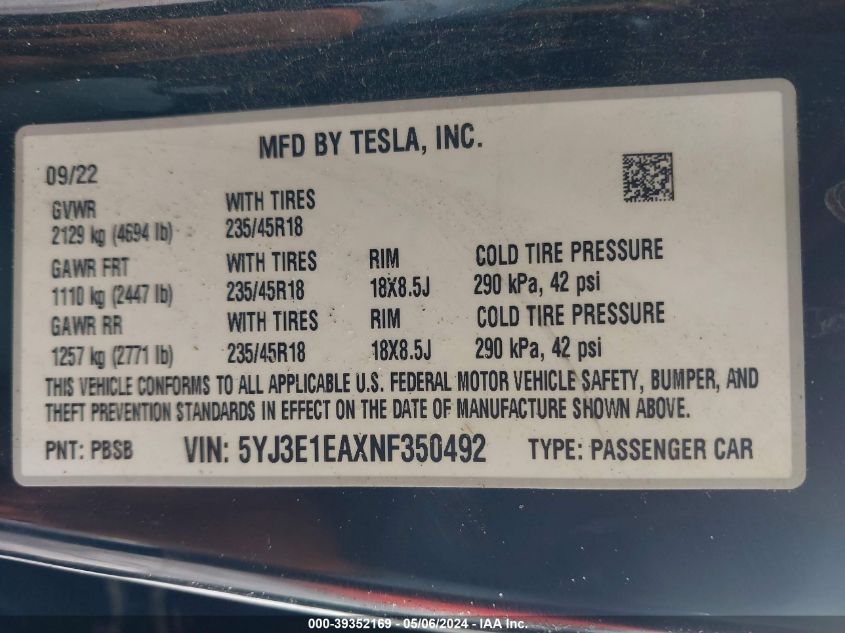 MFD BY TESLA, INC.
09/22
GVWR WITH TIRES
2129 kg (4694 lb) 235/45R18
GAWR FRT WITH TIRES RIM COLD TIRE PRESSURE
1110 kg (2447 lb) 235/45R18 18X8.5J 290 kPa, 42 psi
GAWR RR WITH TIRES RIM COLD TIRE PRESSURE
1257 kg (2771 lb) 235/45R18 18X8.5J 290 kPa, 42 psi
THIS VEHICLE CONFORMS TO ALL APPLICABLE U.S. FEDERAL MOTOR VEHICLE SAFETY, BUMPER, AND
THEFT PREVENTION STANDARDS IN EFFECT ON THE DATE OF MANUFACTURE SHOWN ABOVE.
PNT: PBSB VIN: 5YJ3E1EAXNF350492 TYPE: PASSENGER CAR
000-39352169 - 05/06/2024 - IAA Inc.